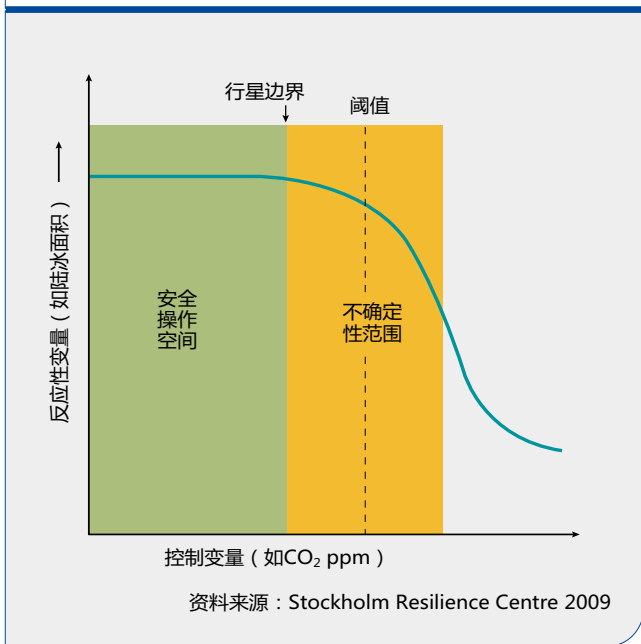 行星边界
阈值
反应性变量（如陆冰面积）
安全
操作
空间
不确定
性范围
控制变量（如CO₂ ppm）
资料来源：Stockholm Resilience Centre 2009